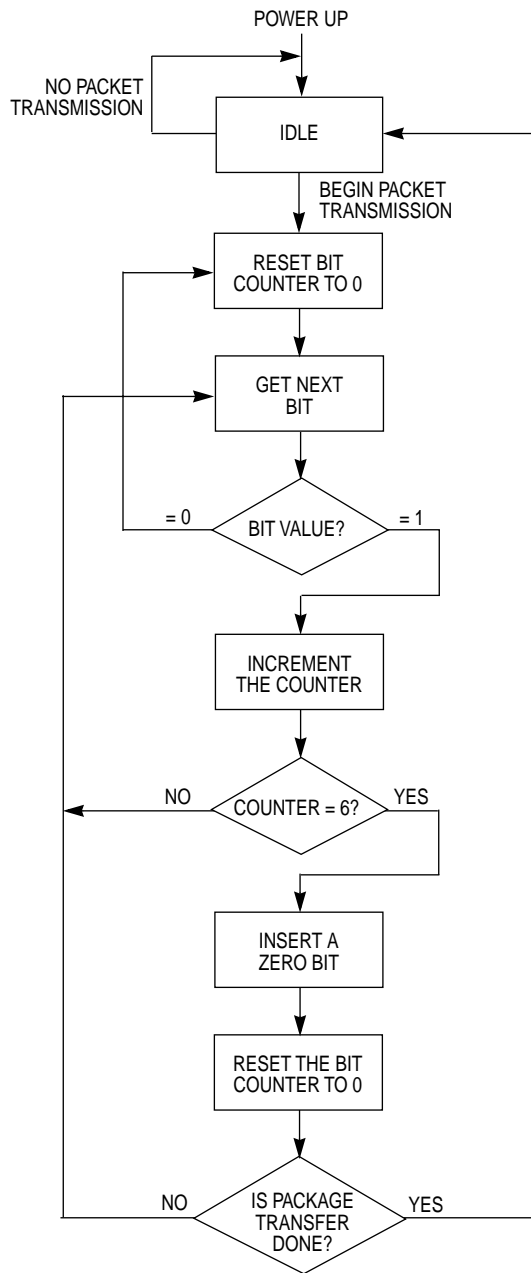 POWER UP
NO PACKET
TRANSMISSION
IDLE
BEGIN PACKET
TRANSMISSION
RESET BIT
COUNTER TO 0
GET NEXT
BIT
= 0
BIT VALUE?
= 1
INCREMENT
THE COUNTER
NO
COUNTER = 6?
YES
INSERT A
ZERO BIT
RESET THE BIT
COUNTER TO 0
NO
IS PACKAGE
TRANSFER
DONE?
YES